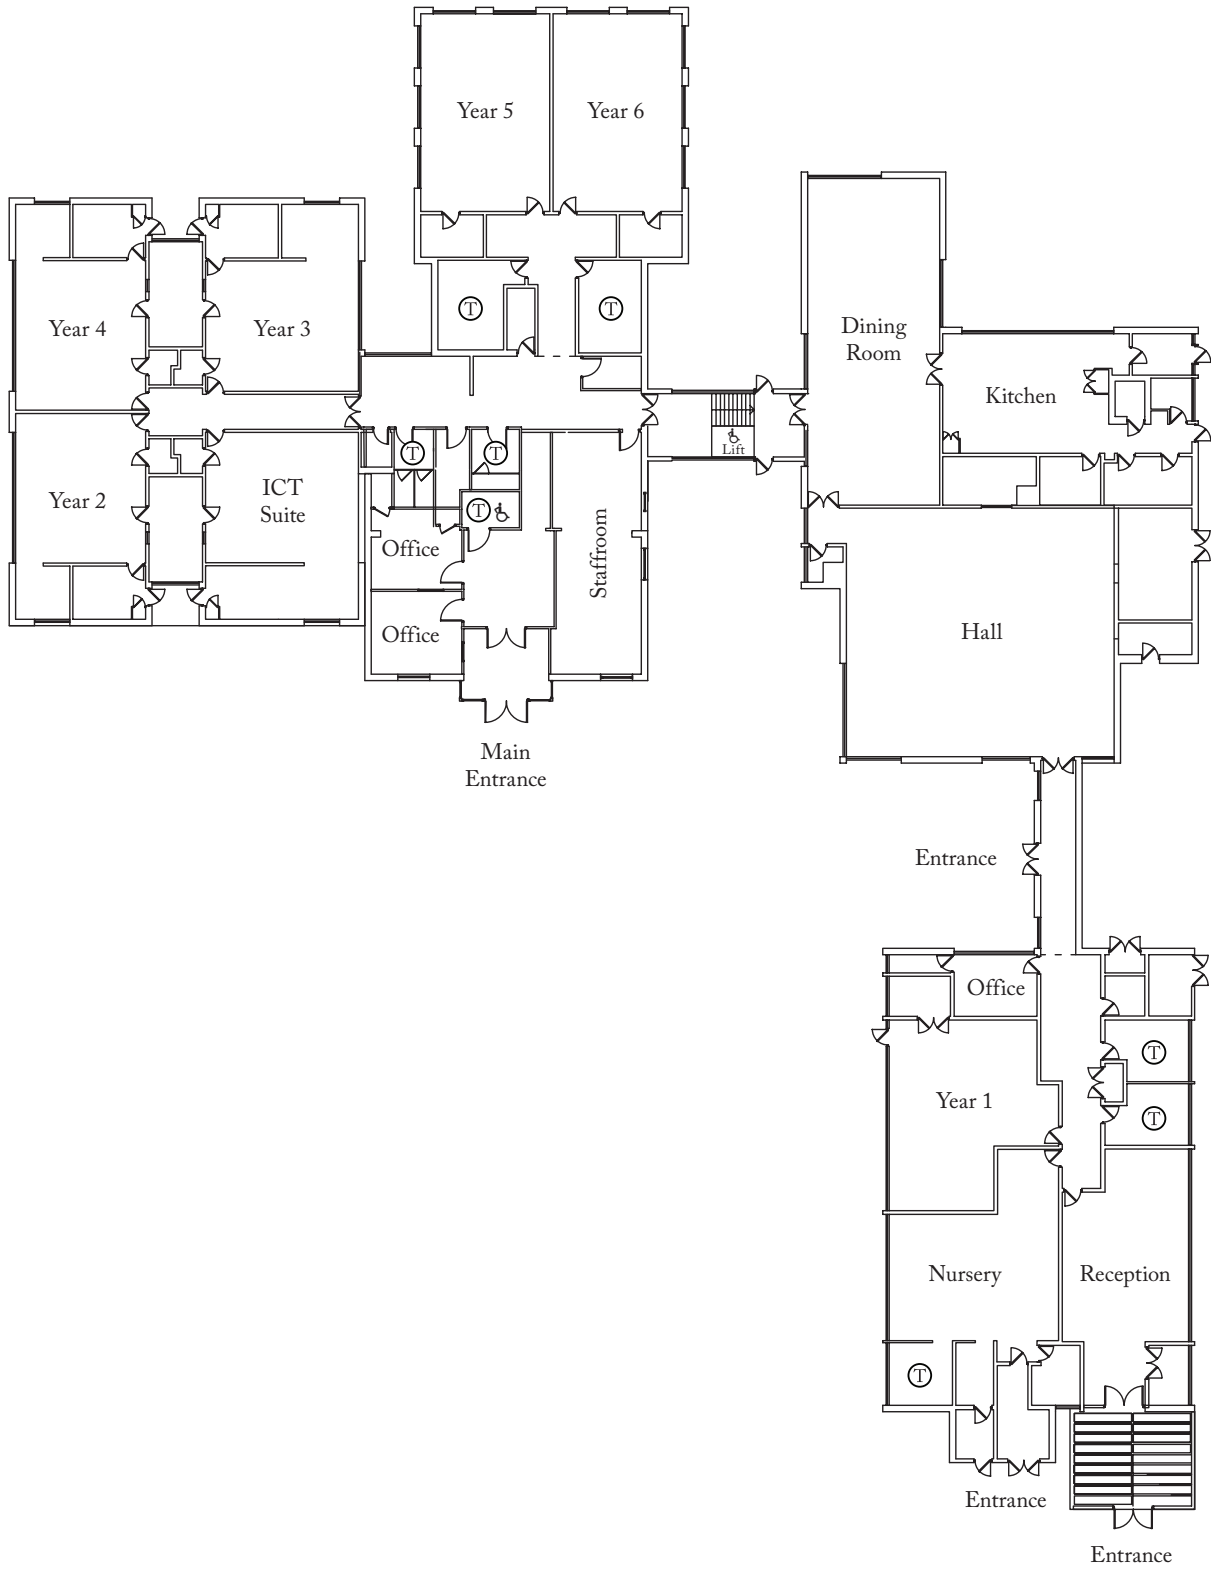 Year 5
Year 6
Year 4
Year 3
T
T
Dining
Room
Kitchen
Lift
T
T
Year 2
ICT
Suite
T
Office
Staffroom
Office
Hall
Main
Entrance
Entrance
Office
T
Year 1
T
Nursery
Reception
T
Entrance
Entrance